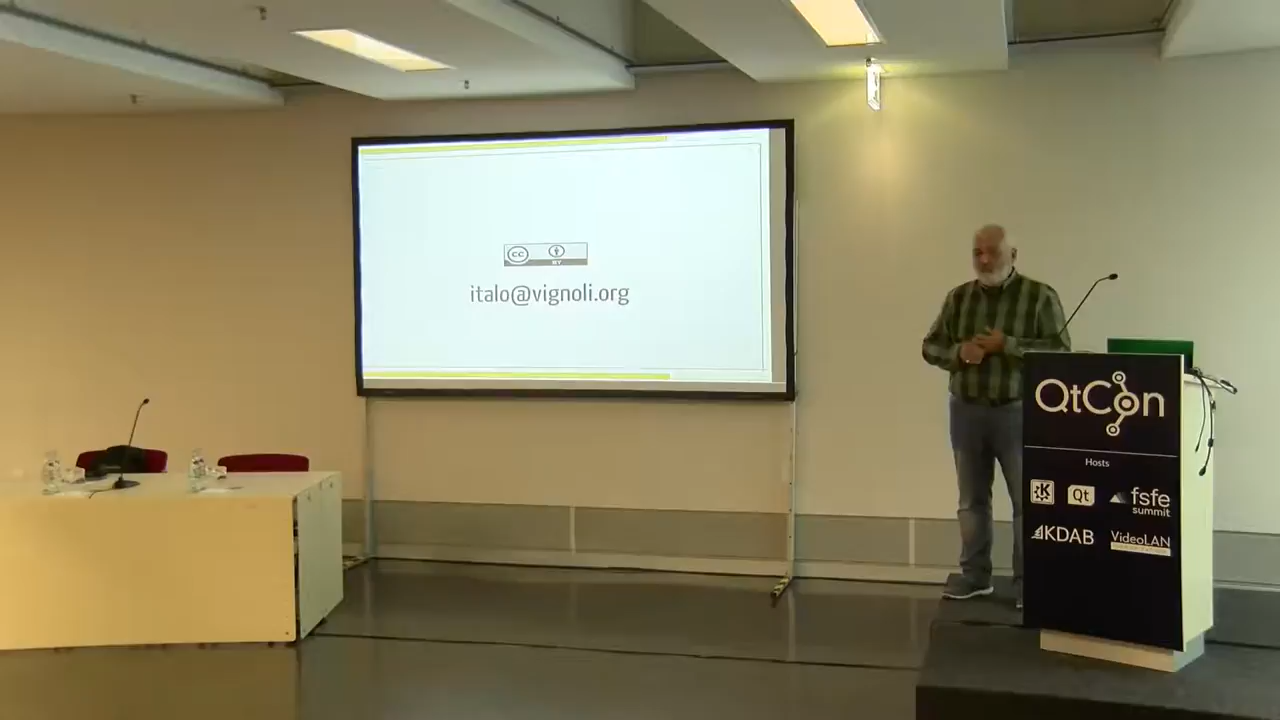 cc
BY
italo@vignoli.org
QtCon
Hosts
K
Qt
fsfe
summit
KDAB
VideoLAN